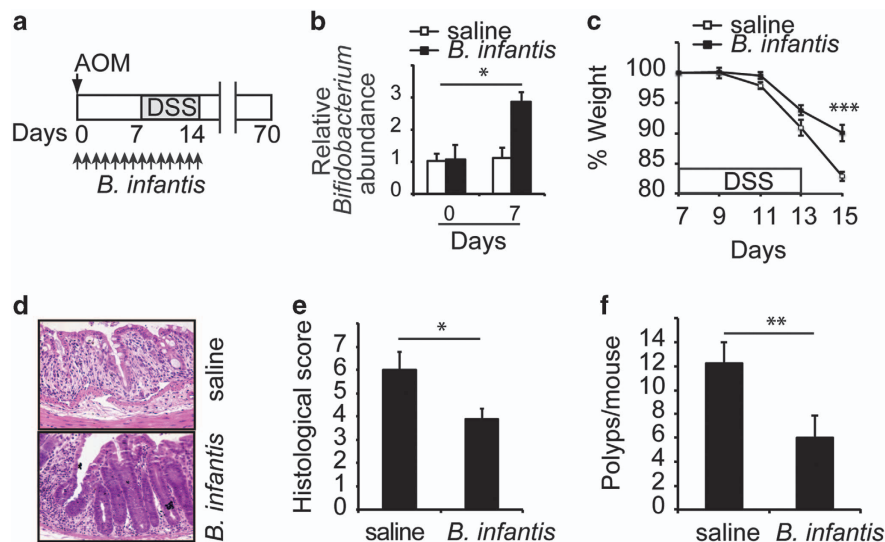 a
AOM
DSS
Days 0 7 14 70
B. infantis
b
saline
B. infantis
*
Relative
Bifidobacterium
abundance
3
2
1
0
0 7
Days
c
saline
B. infantis
% Weight
100
95
90
85
80
***
DSS
7 9 11 13 15
Days
d
saline
B. infantis
e
*
Histological score
7
6
5
4
3
2
1
0
saline B. infantis
f
**
Polyps/mouse
14
12
10
8
6
4
2
0
saline B. infantis